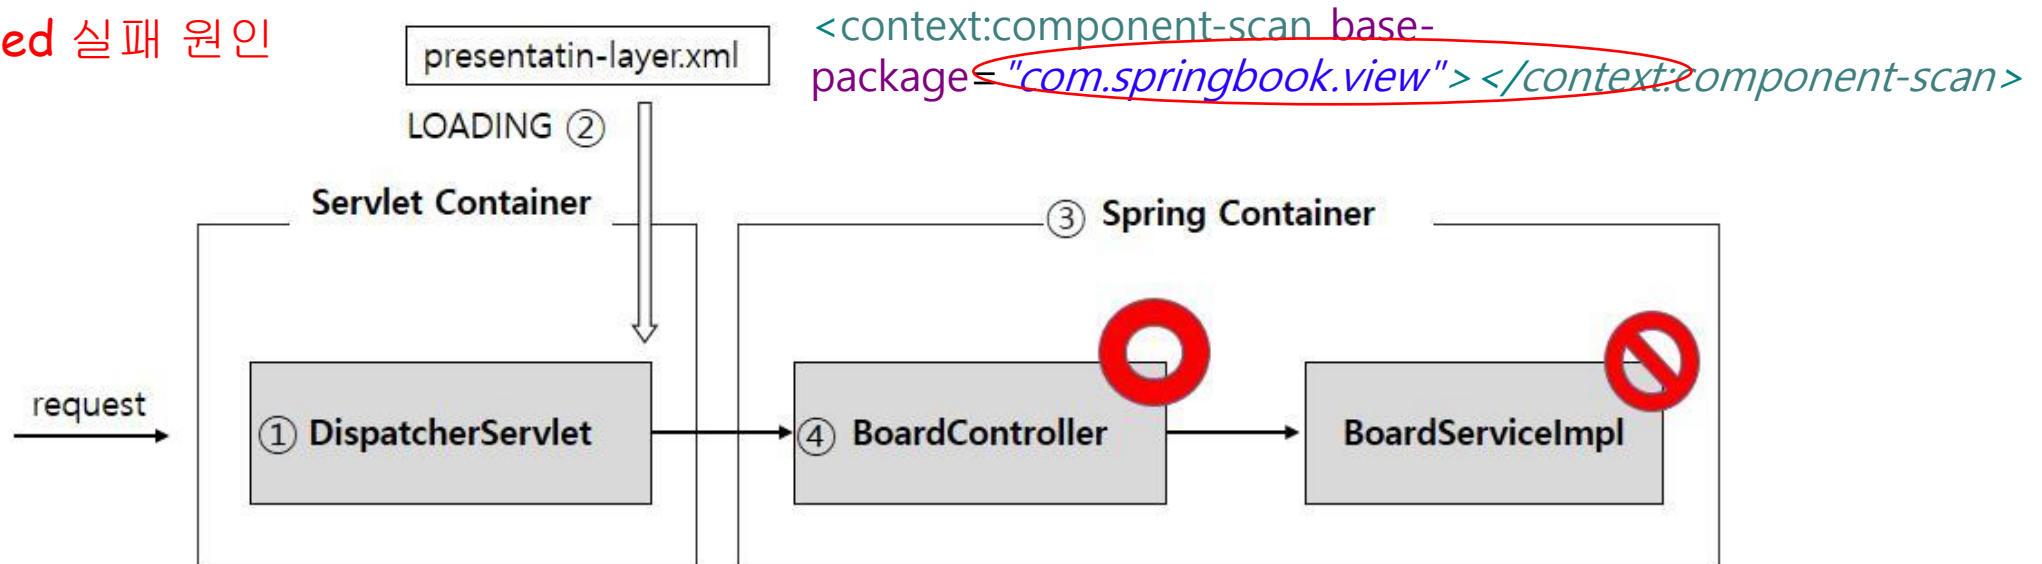 ed 실패 원인
presentatin-layer.xml
<context:component-scan base-
package="com.springbook.view"></context:component-scan>
LOADING ②
Servlet Container
③ Spring Container
request
① DispatcherServlet
④ BoardController
BoardServiceImpl